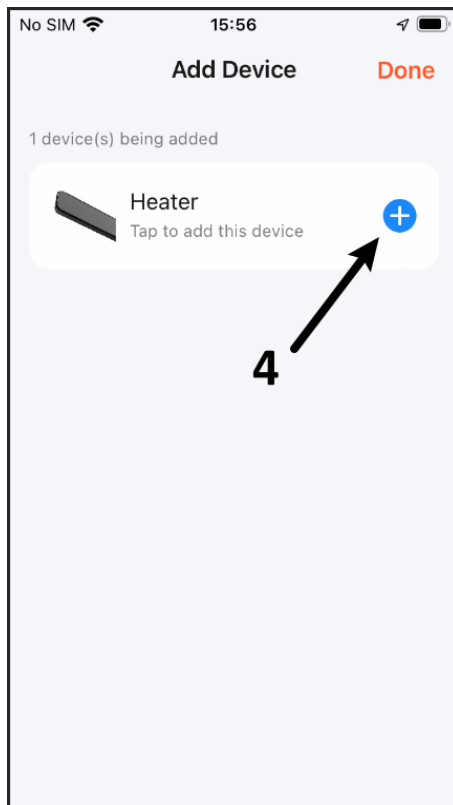 No SIM 15:56
Add Device Done
1 device(s) being added
Heater
Tap to add this device
4